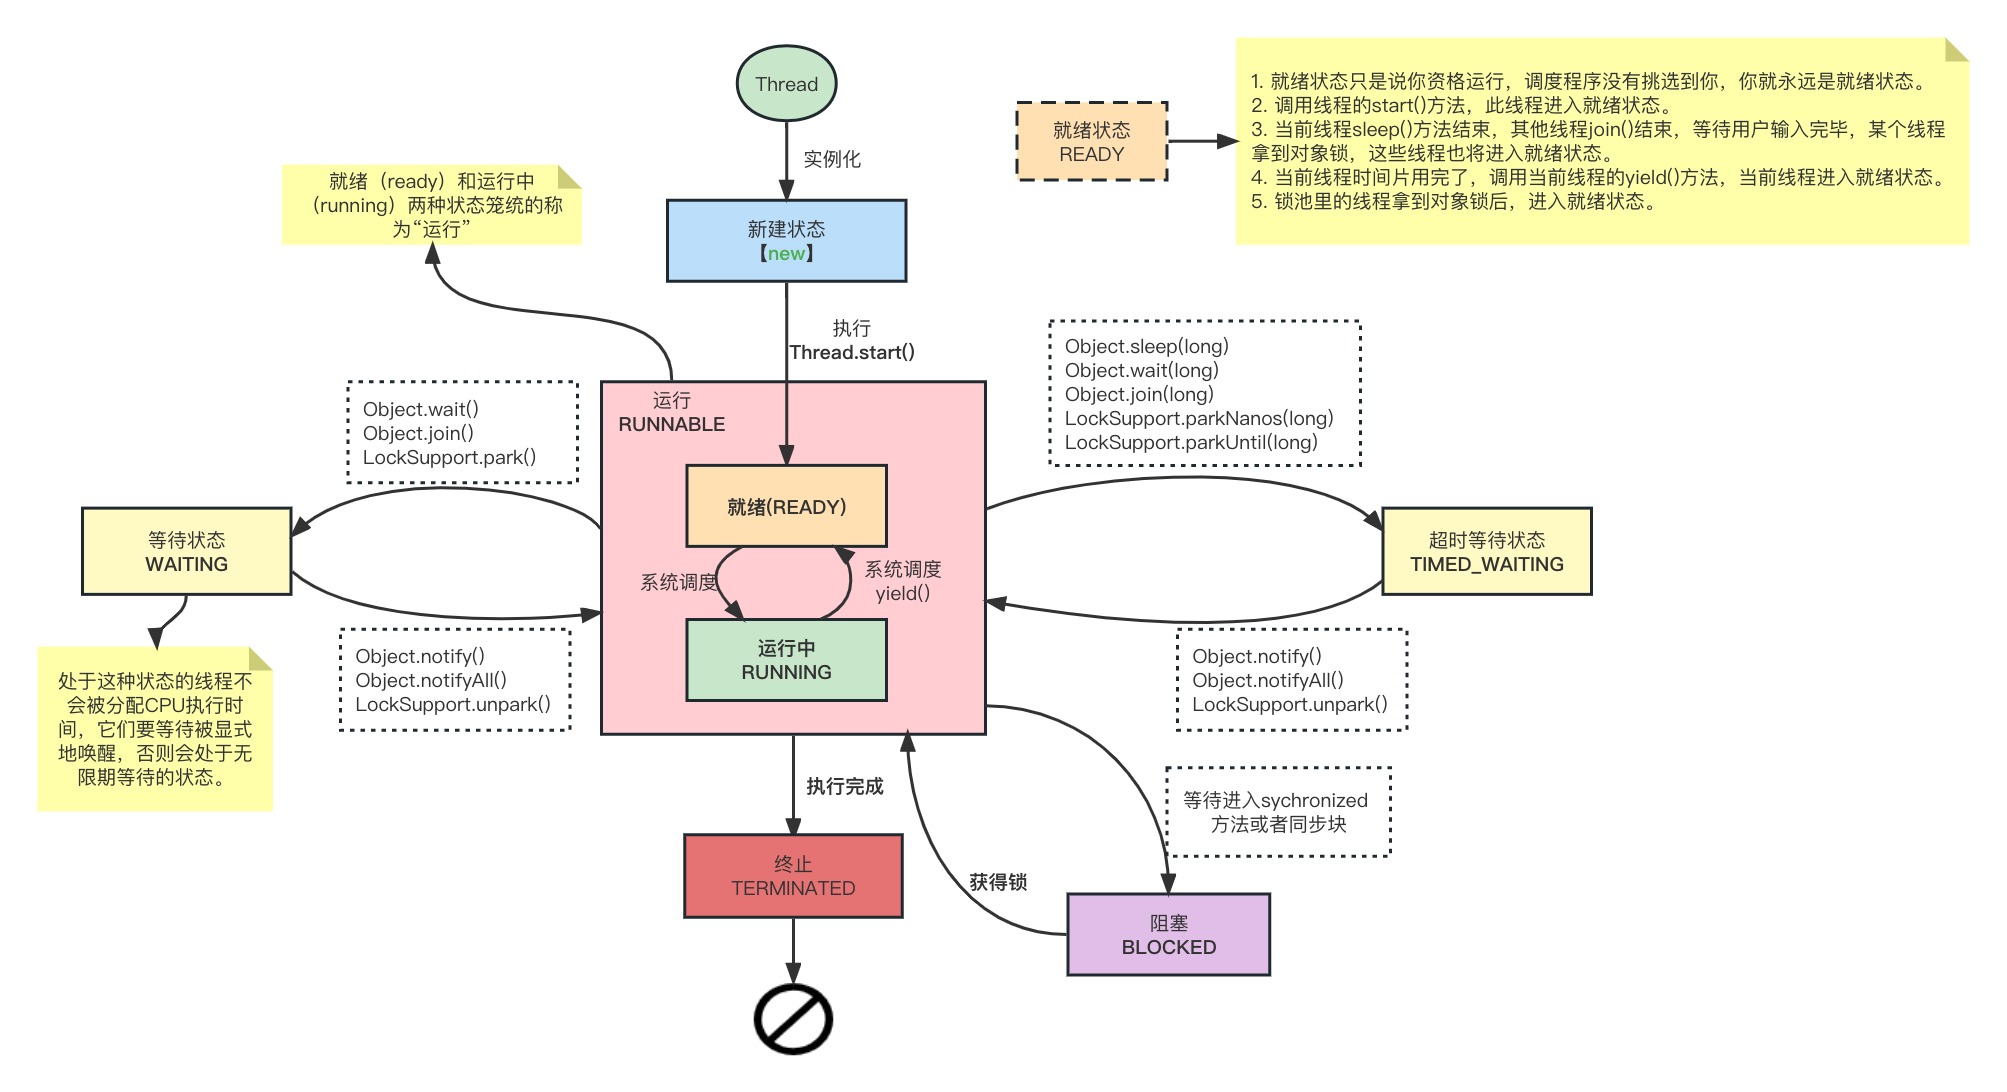 Thread
实例化
新建状态
【new】
执行
Thread.start()
就绪（ready）和运行中
（running）两种状态笼统的称
为“运行”
就绪状态
READY
1. 就绪状态只是说你资格运行，调度程序没有挑选到你，你就永远是就绪状态。
2. 调用线程的start()方法，此线程进入就绪状态。
3. 当前线程sleep()方法结束，其他线程join()结束，等待用户输入完毕，某个线程
拿到对象锁，这些线程也将进入就绪状态。
4. 当前线程时间片用完了，调用当前线程的yield()方法，当前线程进入就绪状态。
5. 锁池里的线程拿到对象锁后，进入就绪状态。
Object.wait()
Object.join()
LockSupport.park()
运行
RUNNABLE
Object.sleep(long)
Object.wait(long)
Object.join(long)
LockSupport.parkNanos(long)
LockSupport.parkUntil(long)
等待状态
WAITING
就绪(READY)
系统调度
系统调度
yield()
运行中
RUNNING
超时等待状态
TIMED_WAITING
处于这种状态的线程不
会被分配CPU执行时
间，它们要等待被显式
地唤醒，否则会处于无
限期等待的状态。
Object.notify()
Object.notifyAll()
LockSupport.unpark()
Object.notify()
Object.notifyAll()
LockSupport.unpark()
执行完成
等待进入sychronized
方法或者同步块
终止
TERMINATED
获得锁
阻塞
BLOCKED